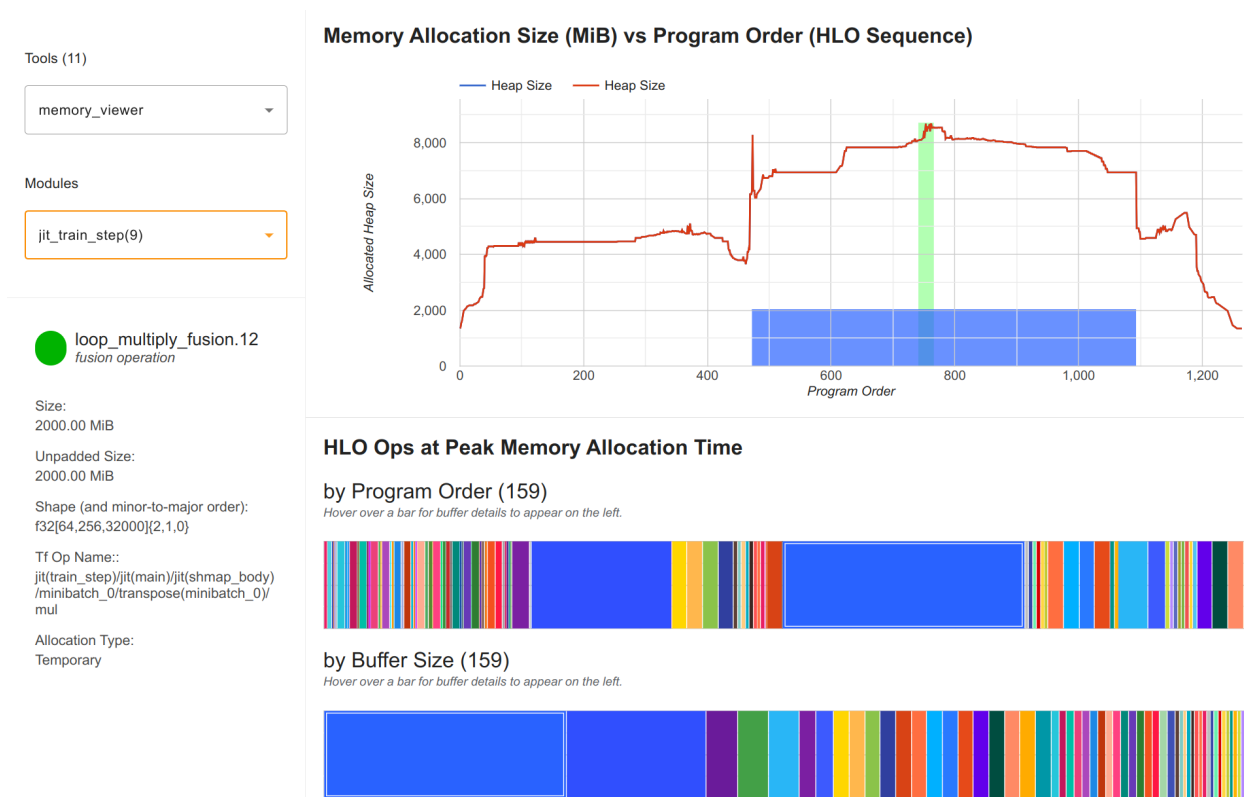 Tools (11)
memory_viewer
Modules
jit_train_step(9)
loop_multiply_fusion.12
fusion operation
Size:
2000.00 MiB
Unpadded Size:
2000.00 MiB
Shape (and minor-to-major order):
f32[64,256,32000]{2,1,0}
Tf Op Name::
jit(train_step)/jit(main)/jit(shmap_body)
/minibatch_0/transpose(minibatch_0)/
mul
Allocation Type:
Temporary
Memory Allocation Size (MiB) vs Program Order (HLO Sequence)
Heap Size
Heap Size
Allocated Heap Size
8,000
6,000
4,000
2,000
0
0
200
400
600
800
1,000
1,200
Program Order
HLO Ops at Peak Memory Allocation Time
by Program Order (159)
Hover over a bar for buffer details to appear on the left.
by Buffer Size (159)
Hover over a bar for buffer details to appear on the left.